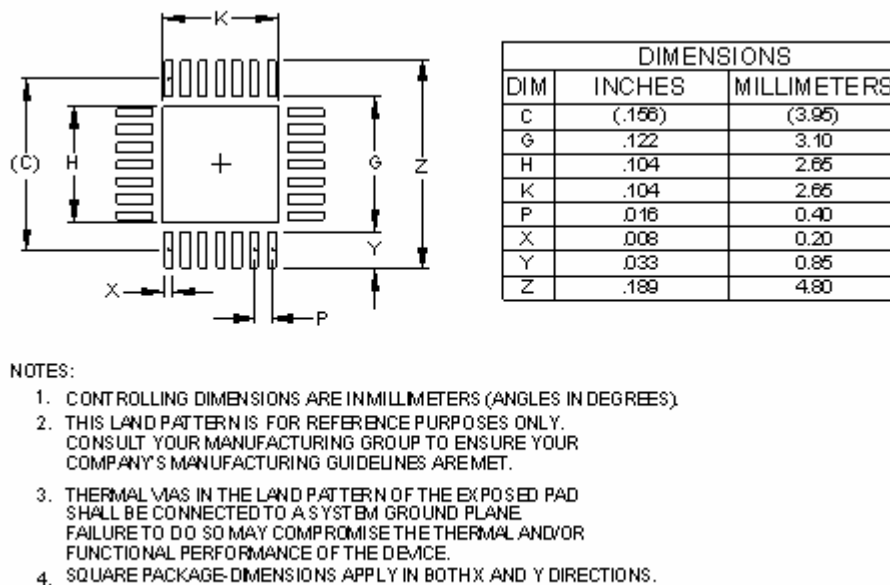 K
(C)
H
G
Z
Y
X
P
DIMENSIONS
DIM INCHES MILLIMETERS
C (.156) (3.95)
G .122 3.10
H .104 2.65
K .104 2.65
P .016 0.40
X .008 0.20
Y .033 0.85
Z .189 4.80
NOTES:
1. CONTROLLING DIMENSIONS ARE IN MILLIMETERS (ANGLES IN DEGREES).
2. THIS LAND PATTERN IS FOR REFERENCE PURPOSES ONLY.
CONSULT YOUR MANUFACTURING GROUP TO ENSURE YOUR
COMPANY'S MANUFACTURING GUIDELINES ARE MET.
3. THERMAL VIAS IN THE LAND PATTERN OF THE EXPOSED PAD
SHALL BE CONNECTED TO A SYSTEM GROUND PLANE.
FAILURE TO DO SO MAY COMPROMISE THE THERMAL AND/OR
FUNCTIONAL PERFORMANCE OF THE DEVICE.
4. SQUARE PACKAGE-DIMENSIONS APPLY IN BOTH X AND Y DIRECTIONS.